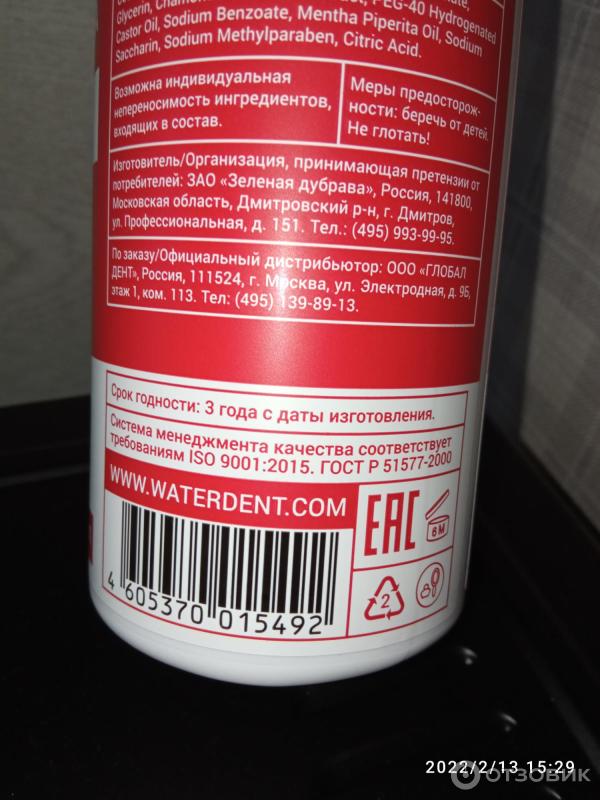 Glycerin,
PEG-40 Hydrogenated
Castor Oil, Sodium Benzoate, Mentha Piperita Oil, Sodium
Saccharin, Sodium Methylparaben, Citric Acid.
Возможна индивидуальная
непереносимость ингредиентов,
входящих в состав.
Меры предосторож-
ности: беречь от детей.
Не глотать!
Изготовитель/Организация, принимающая претензии от
потребителей: ЗАО «Зеленая дубрава», Россия, 141800,
Московская область, Дмитровский р-н, г. Дмитров,
ул. Профессиональная, д. 151. Тел.: (495) 993-99-95.
По заказу/Официальный дистрибьютор: ООО «ГЛОБАЛ
ДЕНТ», Россия, 111524, г. Москва, ул. Электродная, д. 9Б,
этаж 1, ком. 113. Тел: (495) 139-89-13.
Срок годности: 3 года с даты изготовления.
Система менеджмента качества соответствует
требованиям ISO 9001:2015. ГОСТ Р 51577-2000
WWW.WATERDENT.COM
EAC
6 M
2
4 605370 015492
2022/2/13 15:29
ОТЗОВИК